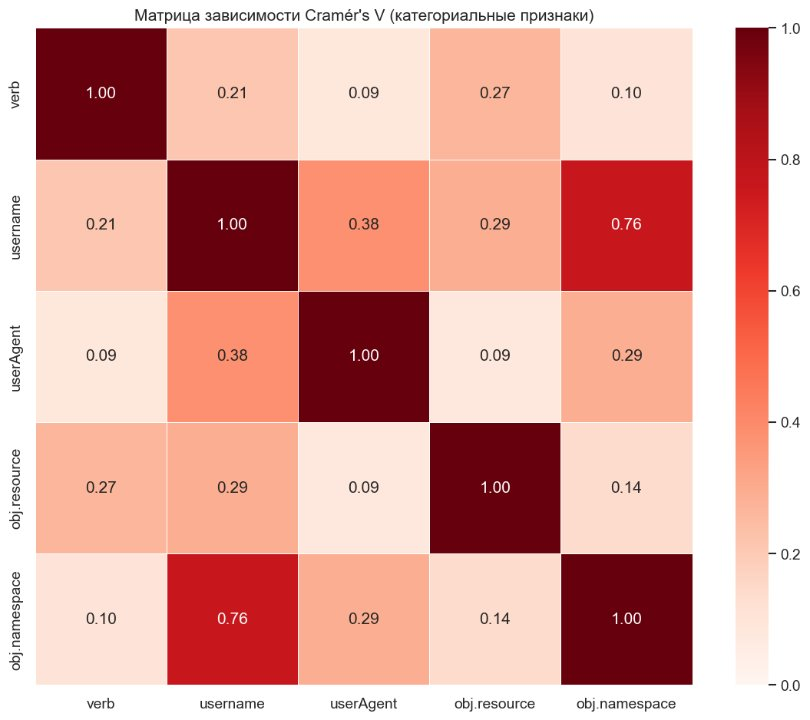 Матрица зависимости Cramér's V (категориальные признаки)
verb 1.00 0.21 0.09 0.27 0.10
username 0.21 1.00 0.38 0.29 0.76
userAgent 0.09 0.38 1.00 0.09 0.29
obj.resource 0.27 0.29 0.09 1.00 0.14
obj.namespace 0.10 0.76 0.29 0.14 1.00
verb username userAgent obj.resource obj.namespace
1.0
0.8
0.6
0.4
0.2
0.0